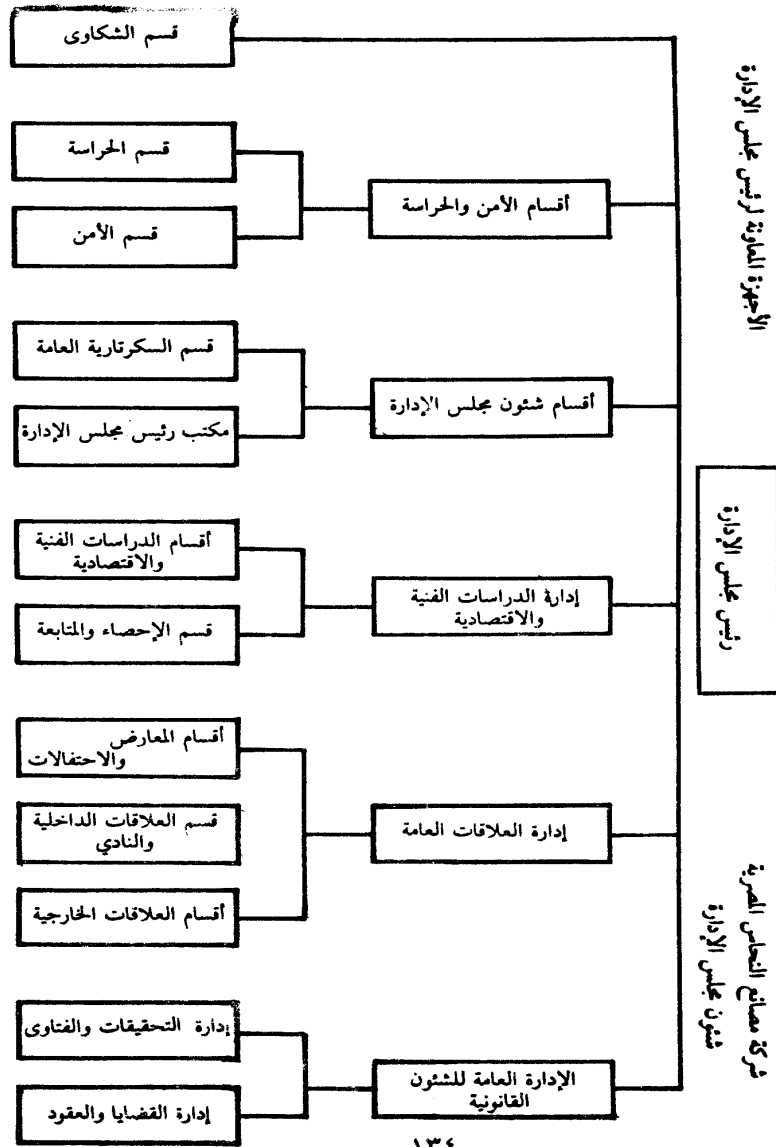 الأجهزة المعاونة لرئيس مجلس الإدارة
رئيس مجلس الإدارة
شركة مصانع النحاس المصرية
شئون مجلس الإدارة
قسم الشكاوى
أقسام الأمن والحراسة
قسم الحراسة
قسم الأمن
أقسام شئون مجلس الإدارة
قسم السكرتارية العامة
مكتب رئيس مجلس الإدارة
إدارة الدراسات الفنية
والاقتصادية
أقسام الدراسات الفنية
والاقتصادية
قسم الإحصاء والمتابعة
إدارة العلاقات العامة
أقسام المعارض
والاحتفالات
قسم العلاقات الداخلية
والنادي
أقسام العلاقات الخارجية
الإدارة العامة للشئون
القانونية
إدارة التحقيقات والفتاوى
إدارة القضايا والعقود
١٣٤